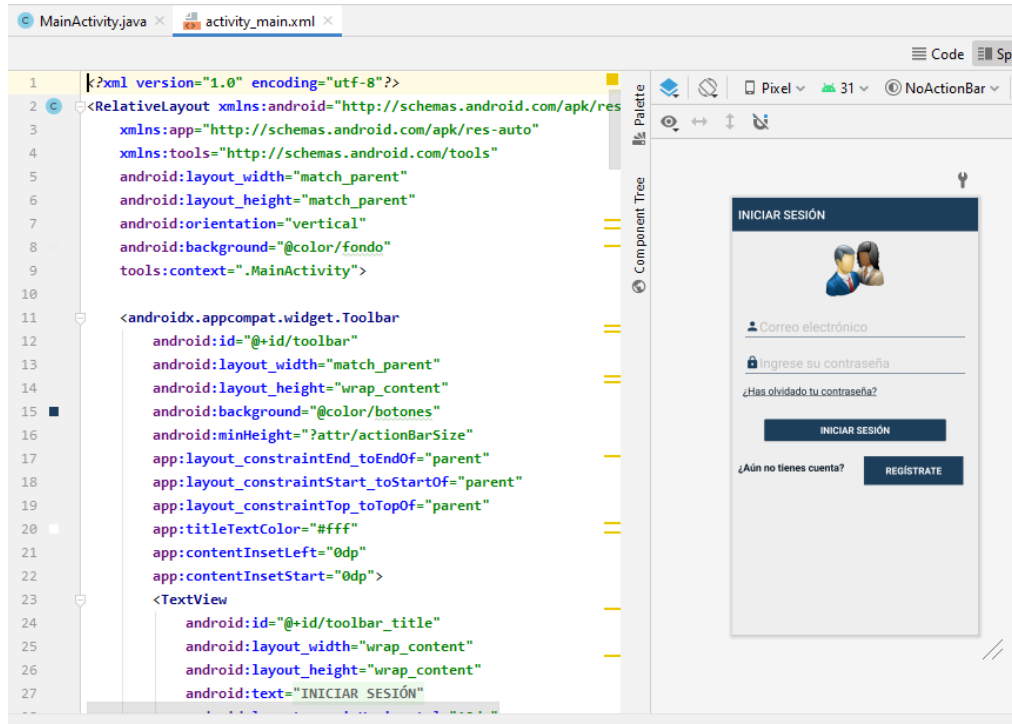 MainActivity.java
activity_main.xml
Code
Sp
1 <?xml version="1.0" encoding="utf-8"?>
2 <RelativeLayout xmlns:android="http://schemas.android.com/apk/res
3 xmlns:app="http://schemas.android.com/apk/res-auto"
4 xmlns:tools="http://schemas.android.com/tools"
5 android:layout_width="match_parent"
6 android:layout_height="match_parent"
7 android:orientation="vertical"
8 android:background="@color/fondo"
9 tools:context=".MainActivity">
10
11 <androidx.appcompat.widget.Toolbar
12 android:id="@+id/toolbar"
13 android:layout_width="match_parent"
14 android:layout_height="wrap_content"
15 android:background="@color/botones"
16 android:minHeight="?attr/actionBarSize"
17 app:layout_constraintEnd_toEndOf="parent"
18 app:layout_constraintStart_toStartOf="parent"
19 app:layout_constraintTop_toTopOf="parent"
20 app:titleTextColor="#fff"
21 app:contentInsetLeft="0dp"
22 app:contentInsetStart="0dp">
23 <TextView
24 android:id="@+id/toolbar_title"
25 android:layout_width="wrap_content"
26 android:layout_height="wrap_content"
27 android:text="INICIAR SESIÓN"
Palette
Component Tree
Pixel
31
NoActionBar
INICIAR SESIÓN
Correo electrónico
Ingrese su contraseña
¿Has olvidado tu contraseña?
INICIAR SESIÓN
¿Aún no tienes cuenta?
REGÍSTRATE